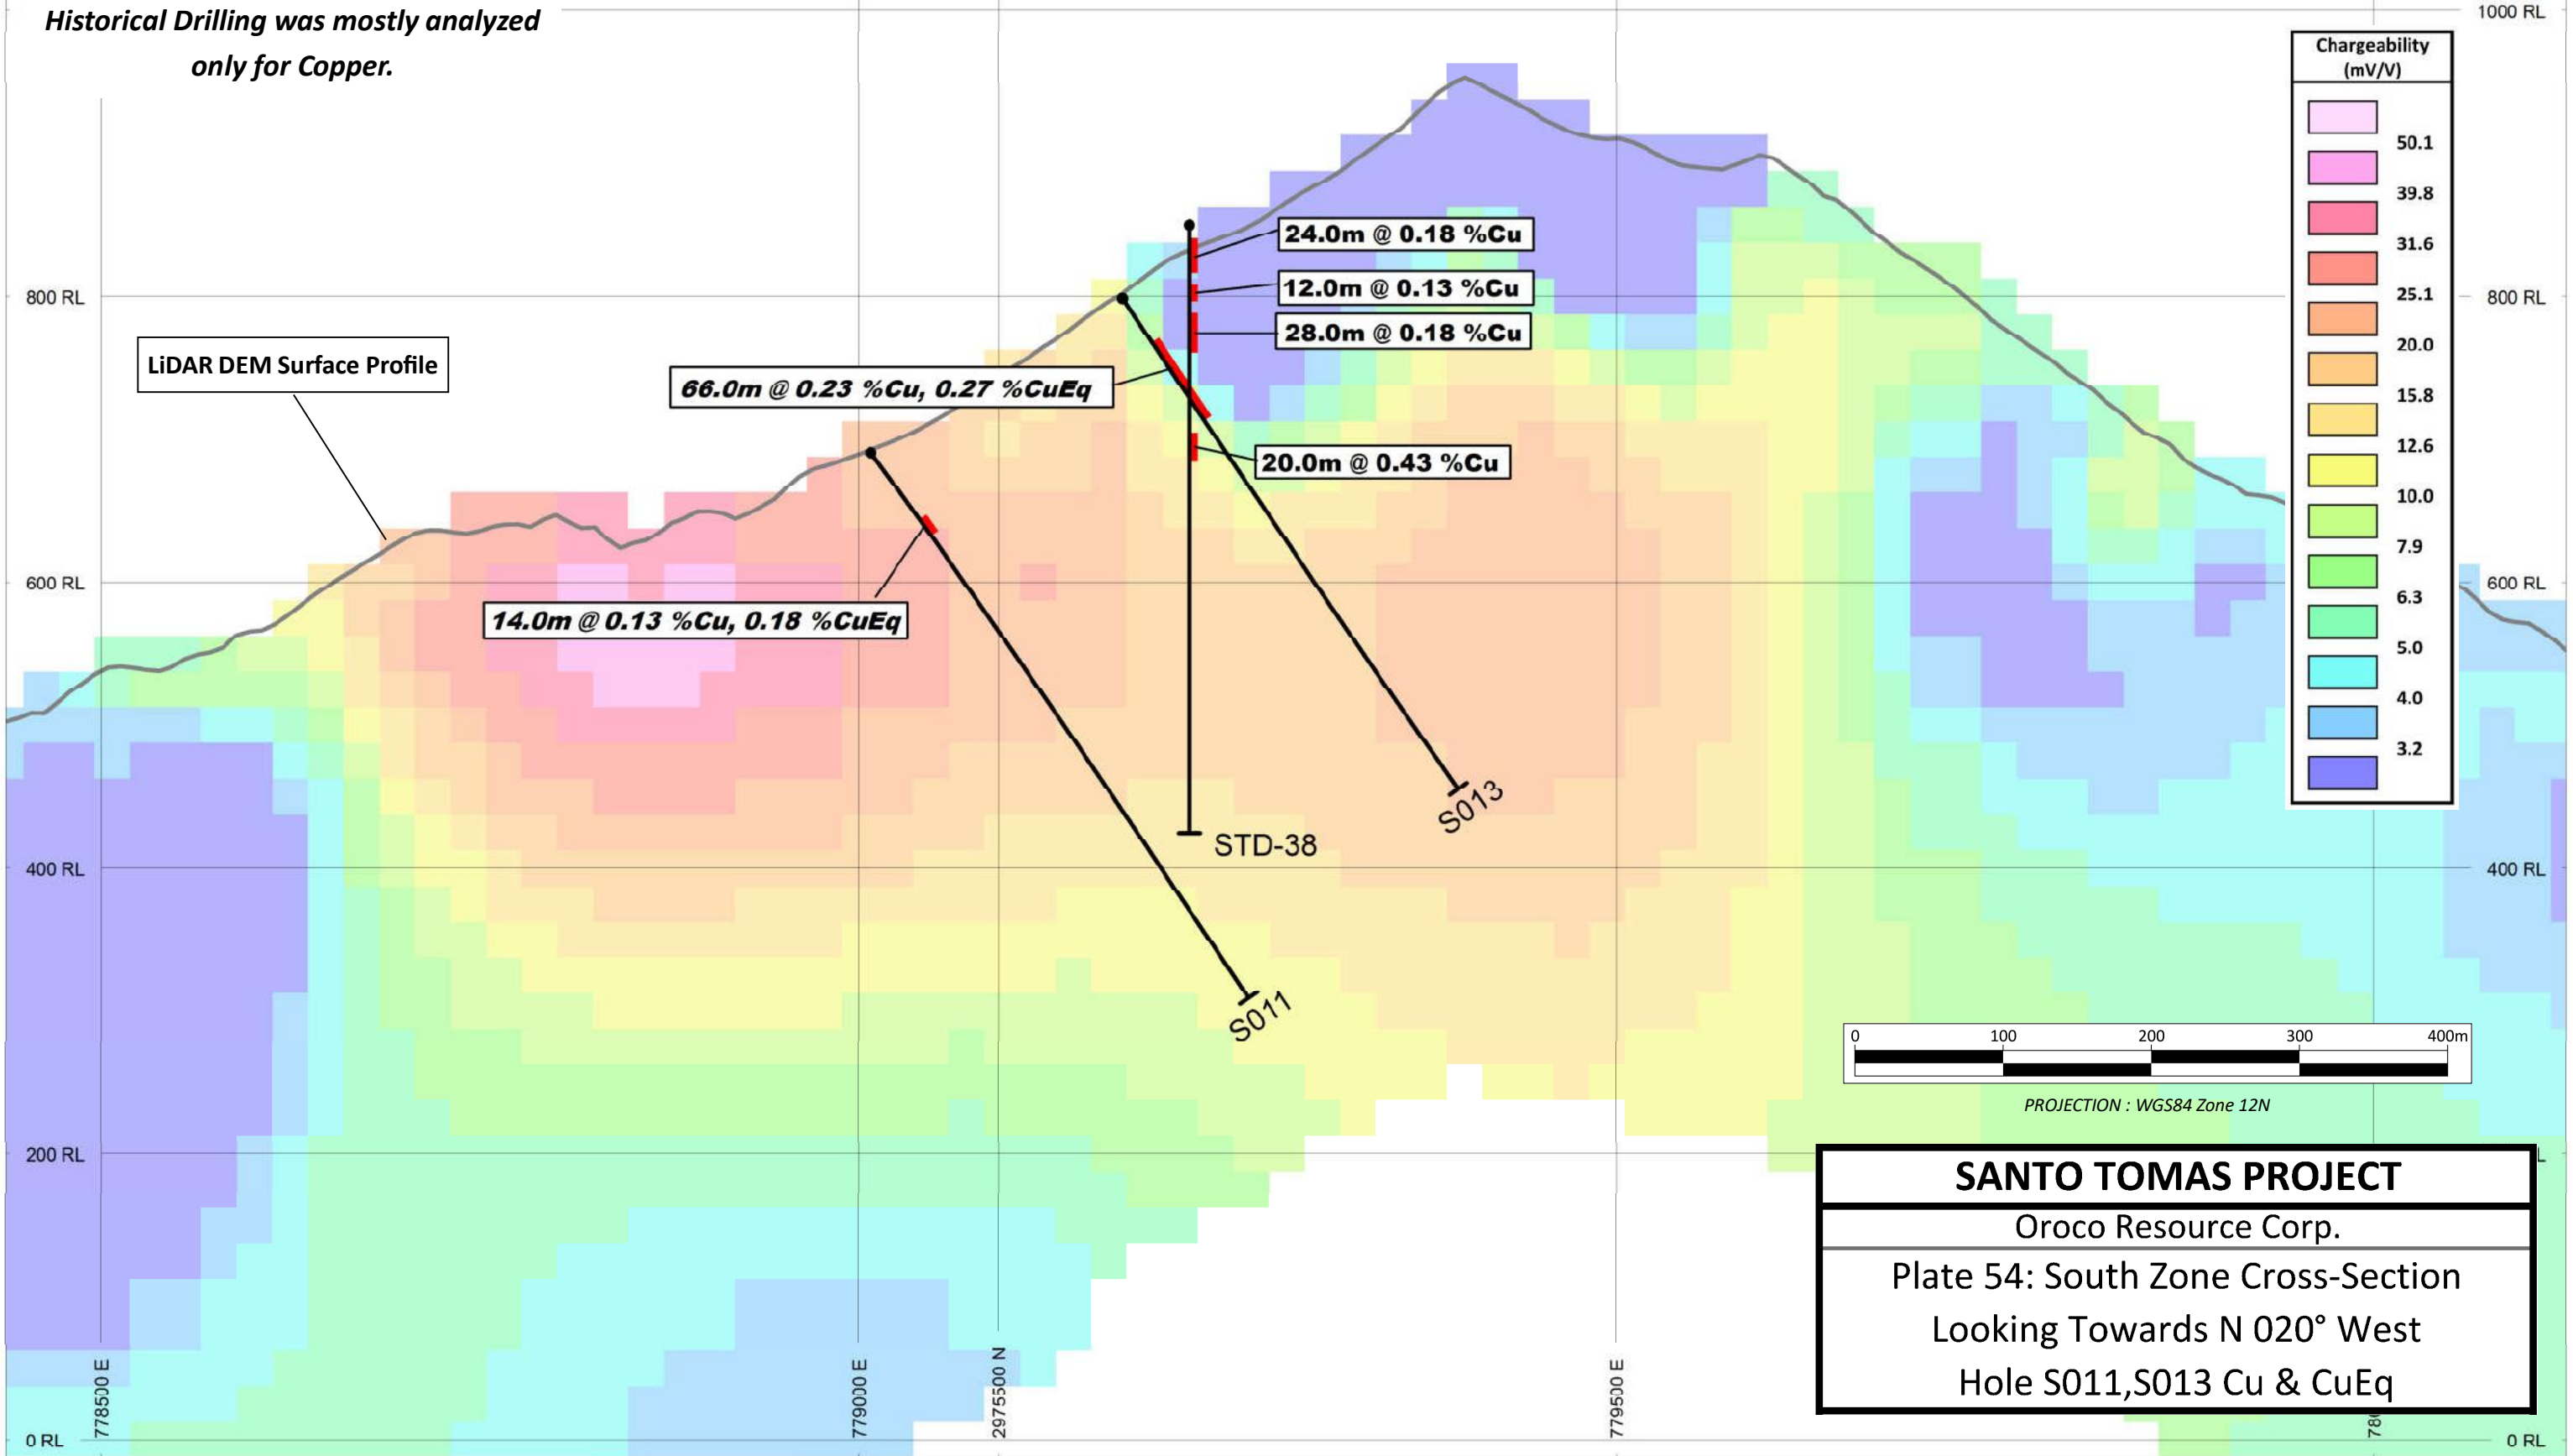 Historical Drilling was mostly analyzed
only for Copper.
1000 RL
Chargeability
(mV/V)
50.1
39.8
31.6
25.1
20.0
15.8
12.6
10.0
7.9
6.3
5.0
4.0
3.2
24.0m @ 0.18 %Cu
12.0m @ 0.13 %Cu
28.0m @ 0.18 %Cu
800 RL
800 RL
LiDAR DEM Surface Profile
66.0m @ 0.23 %Cu, 0.27 %CuEq
20.0m @ 0.43 %Cu
600 RL
600 RL
14.0m @ 0.13 %Cu, 0.18 %CuEq
S013
STD-38
400 RL
400 RL
S011
0 100 200 300 400m
PROJECTION : WGS84 Zone 12N
200 RL
SANTO TOMAS PROJECT
Oroco Resource Corp.
Plate 54: South Zone Cross-Section
Looking Towards N 020° West
Hole S011,S013 Cu & CuEq
778500 E
779000 E
2975500 N
779500 E
0 RL
0 RL